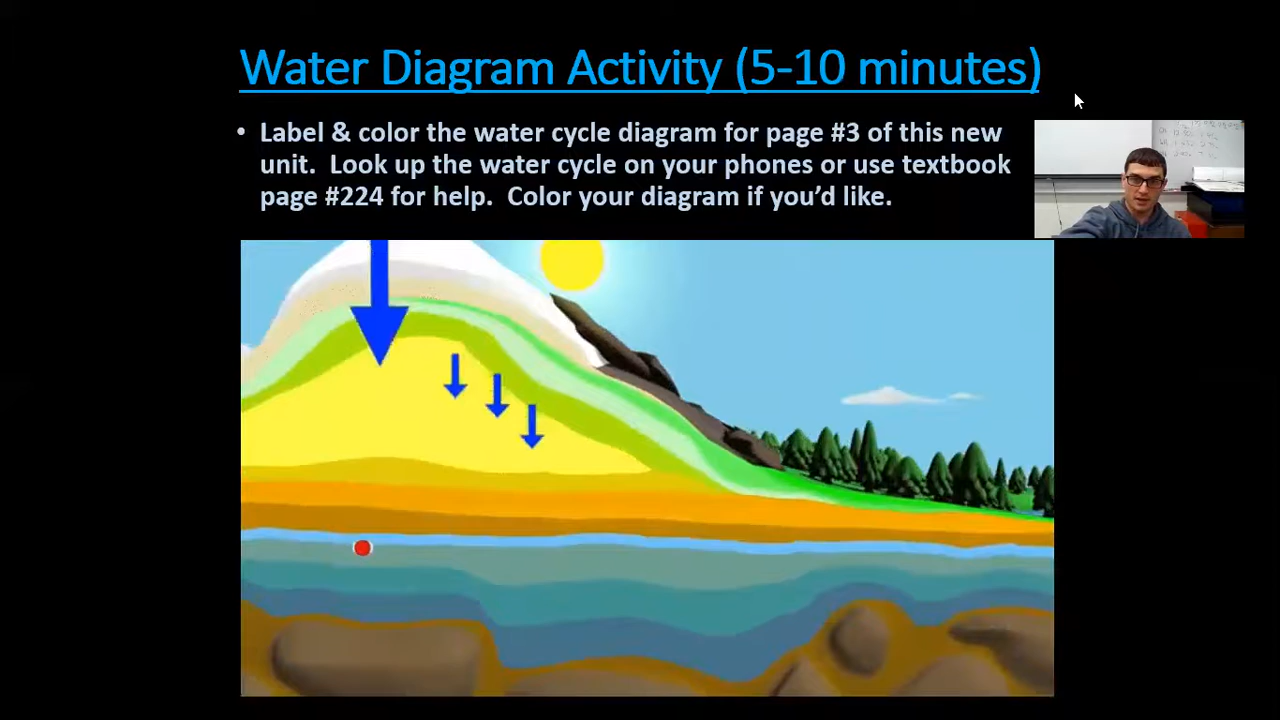 Water Diagram Activity (5-10 minutes)
• Label & color the water cycle diagram for page #3 of this new
unit.  Look up the water cycle on your phones or use textbook
page #224 for help.  Color your diagram if you’d like.